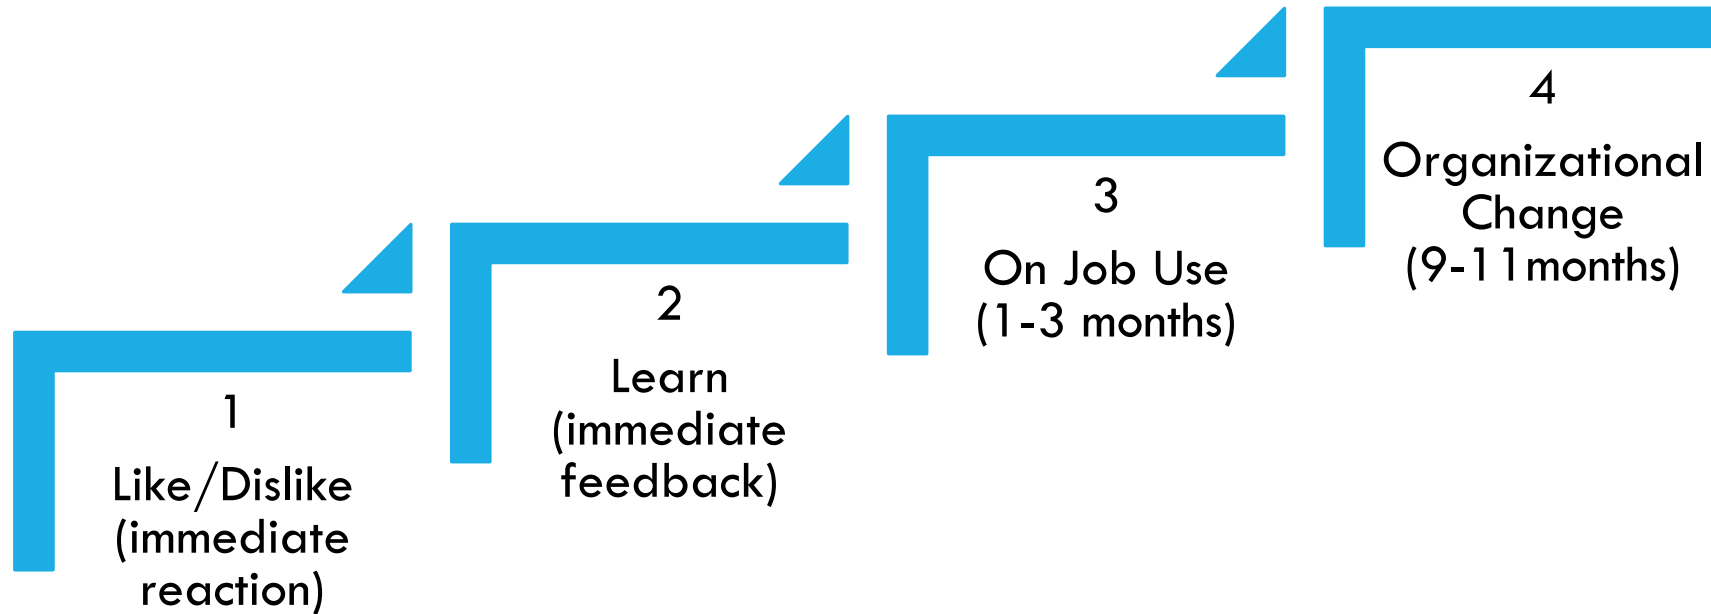 1
Like/Dislike
(immediate
reaction)
2
Learn
(immediate
feedback)
3
On Job Use
(1-3 months)
4
Organizational
Change
(9-11months)